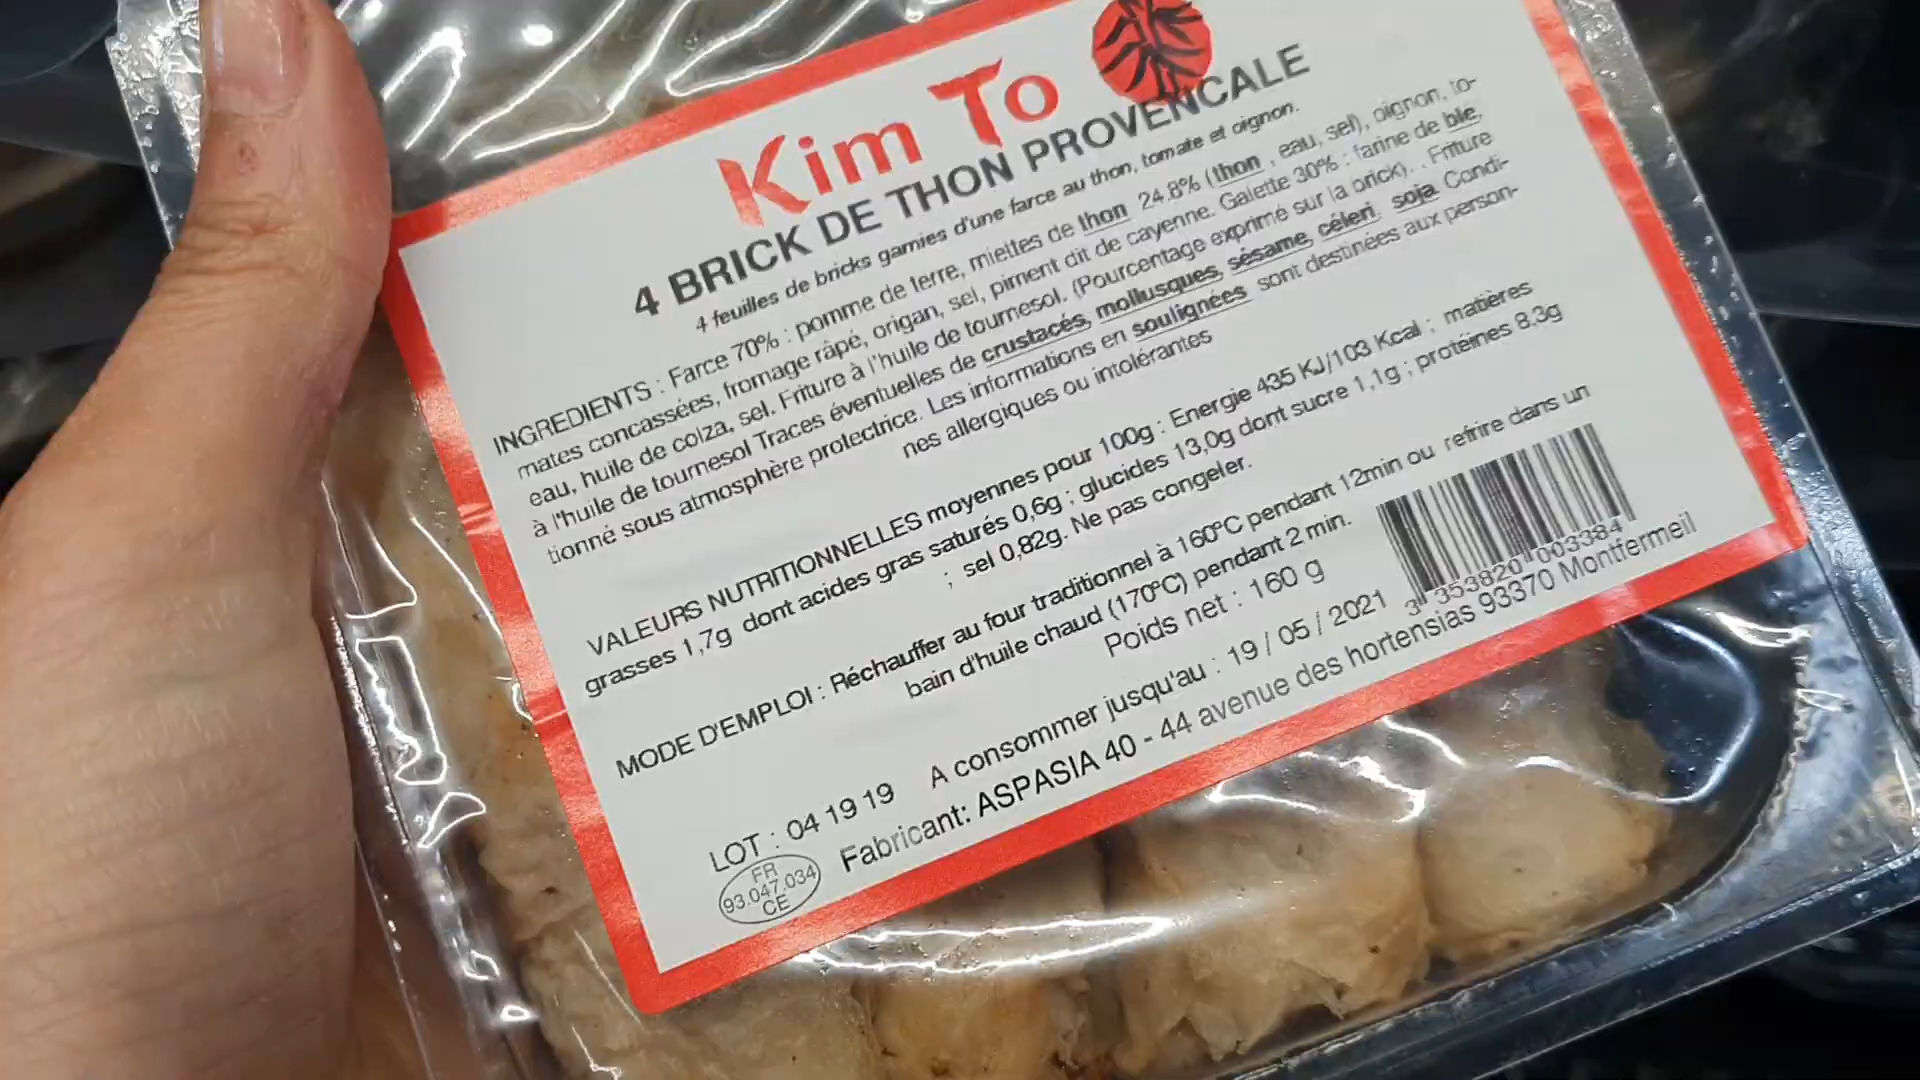 Kim To
4 BRICK DE THON PROVENCALE
4 feuilles de bricks garnies d'une farce au thon, tomate et oignon.
INGREDIENTS : Farce 70% : pomme de terre, miettes de thon 24.8% (thon , eau, sel), oignon, to-
mates concassées, fromage râpé, origan, sel, piment dit de cayenne. Galette 30% : farine de blé,
eau, huile de colza, sel. Friture à l'huile de tournesol. (Pourcentage exprimé sur la brick). . Friture
à l'huile de tournesol Traces éventuelles de crustacés, mollusques, sésame, céleri, soja. Condi-
tionné sous atmosphère protectrice. Les informations en soulignées sont destinées aux person-
nes allergiques ou intolérantes
VALEURS NUTRITIONNELLES moyennes pour 100g : Energie 435 KJ/103 Kcal ; matières
grasses 1,7g dont acides gras saturés 0,6g ; glucides 13,0g dont sucre 1,1g ; protéines 8,3g
; sel 0,82g. Ne pas congeler.
MODE D'EMPLOI : Réchauffer au four traditionnel à 160°C pendant 12min ou refrire dans un
bain d'huile chaud (170°C) pendant 2 min.
Poids net : 160 g
3 353820 003384
LOT : 04 19 19 A consommer jusqu'au : 19 / 05 / 2021
Fabricant: ASPASIA 40 - 44 avenue des hortensias 93370 Montfermeil
FR
93.047.034
CE